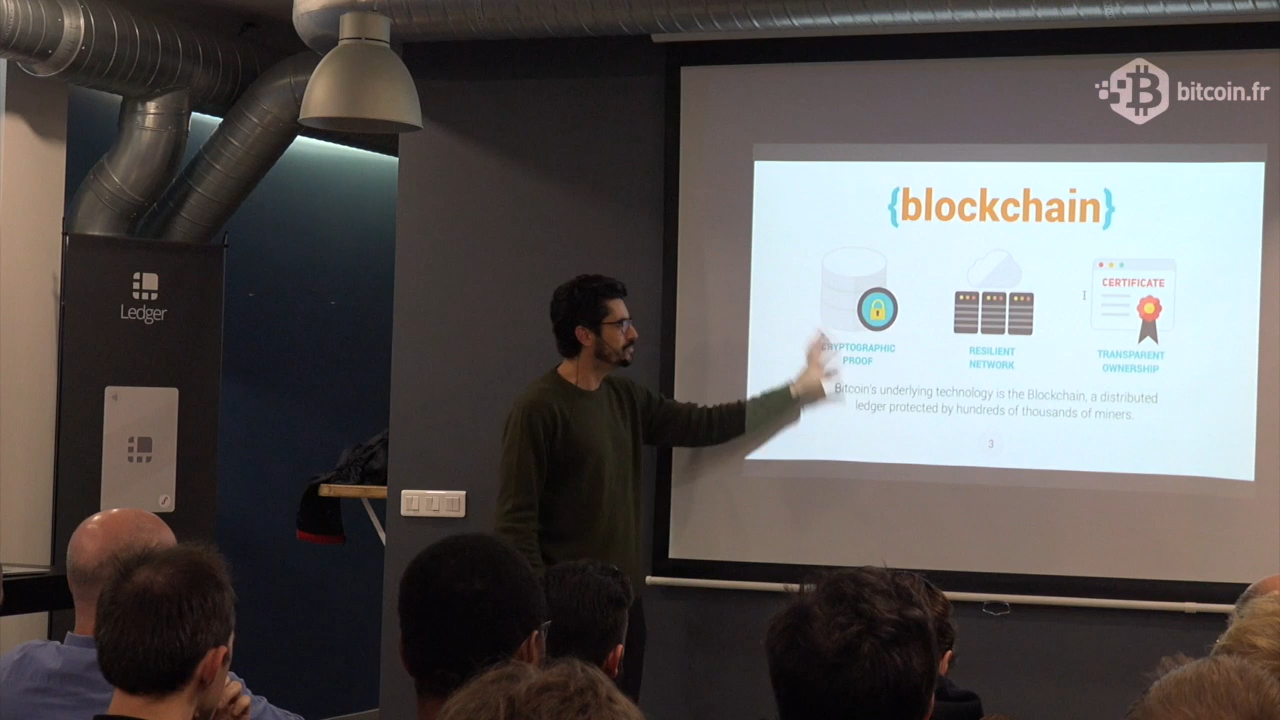 bitcoin.fr
{blockchain}
CERTIFICATE
CRYPTOGRAPHIC
PROOF
RESILIENT
NETWORK
TRANSPARENT
OWNERSHIP
Bitcoin's underlying technology is the Blockchain, a distributed
ledger protected by hundreds of thousands of miners.
3
Ledger